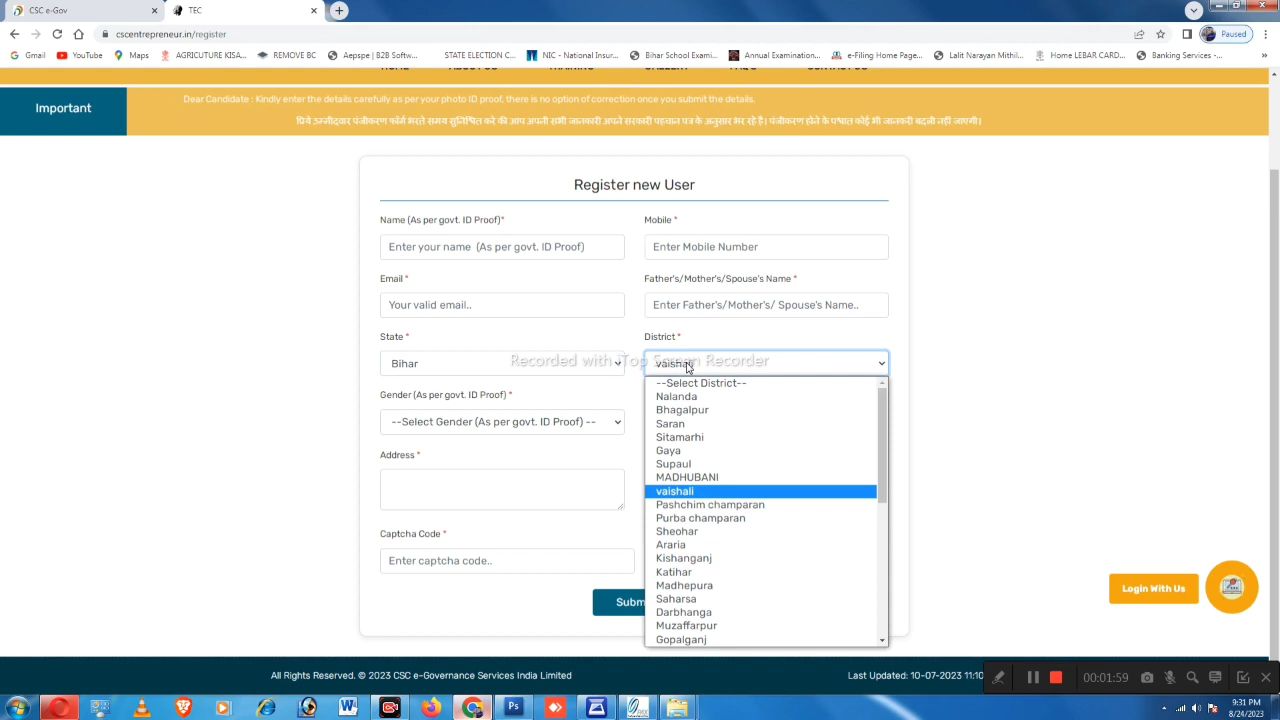 CSC e-Gov
TEC
cscentrepreneur.in/register
Paused
Gmail
YouTube
Maps
AGRICUTURE KISA...
REMOVE BC
Aepspe | B2B Softw...
STATE ELECTION C...
NIC - National Insur...
Bihar School Exami...
Annual Examination...
e-Filing Home Page...
Lalit Narayan Mithil...
Home LEBAR CARD...
Banking Services -...
Important
Dear Candidate : Kindly enter the details carefully as per your photo ID proof, there is no option of correction once you submit the details.
प्रिये उम्मीदवार पंजीकरण फॉर्म भरते समय सुनिश्चित करे की आप अपनी सभी जानकारी अपने सरकारी पहचान पत्र के अनुसार भर रहे है। पंजीकरण होने के पश्चात कोई भी जानकरी बदली नहीं जाएगी।
Register new User
Name (As per govt. ID Proof)*
Mobile *
Enter your name (As per govt. ID Proof)
Enter Mobile Number
Email *
Father's/Mother's/Spouse's Name *
Your valid email..
Enter Father's/Mother's/ Spouse's Name..
State *
District *
Bihar
vaishali
Recorded with iTop Screen Recorder
Gender (As per govt. ID Proof) *
--Select Gender (As per govt. ID Proof) --
Address *
Captcha Code *
Enter captcha code..
Subm
--Select District--
Nalanda
Bhagalpur
Saran
Sitamarhi
Gaya
Supaul
MADHUBANI
vaishali
Pashchim champaran
Purba champaran
Sheohar
Araria
Kishanganj
Katihar
Madhepura
Saharsa
Darbhanga
Muzaffarpur
Gopalganj
Login With Us
All Rights Reserved. © 2023 CSC e-Governance Services India Limited
Last Updated: 10-07-2023 11:10
00:01:59
9:31 PM
8/24/2023